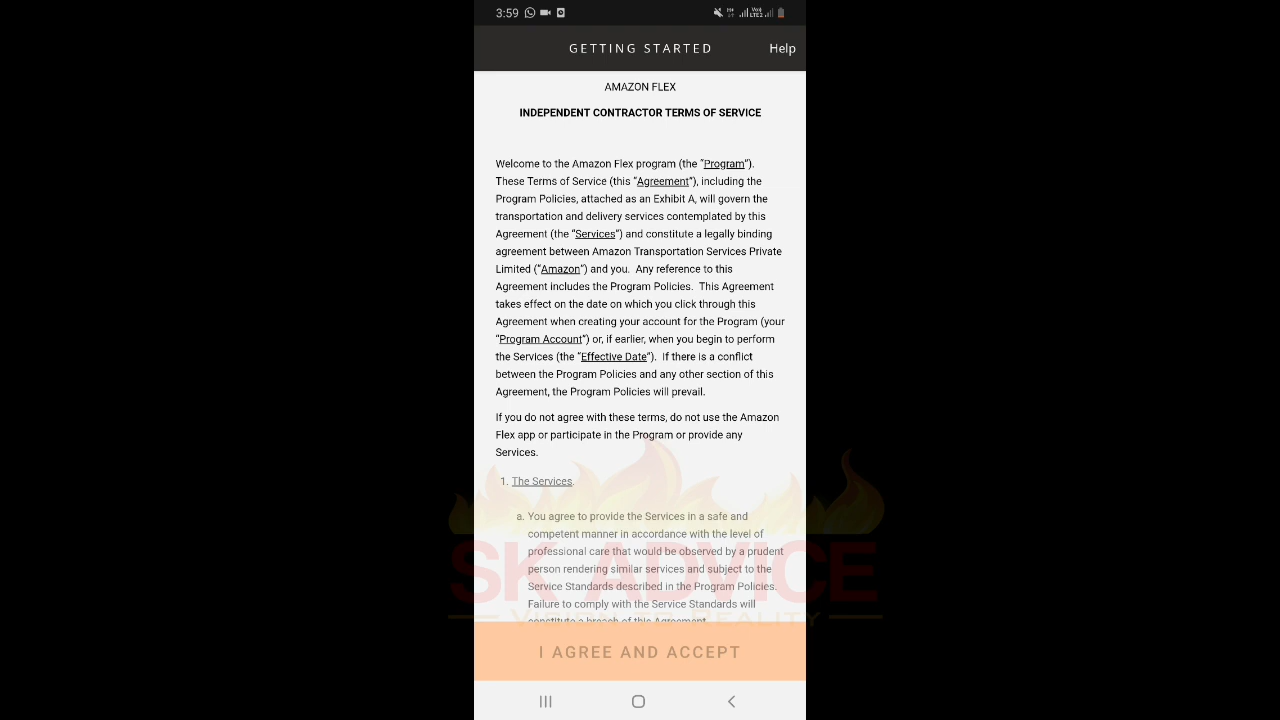 3:59
GETTING STARTED Help
AMAZON FLEX
INDEPENDENT CONTRACTOR TERMS OF SERVICE
Welcome to the Amazon Flex program (the “Program”).
These Terms of Service (this “Agreement”), including the
Program Policies, attached as an Exhibit A, will govern the
transportation and delivery services contemplated by this
Agreement (the “Services”) and constitute a legally binding
agreement between Amazon Transportation Services Private
Limited (“Amazon”) and you.  Any reference to this
Agreement includes the Program Policies.  This Agreement
takes effect on the date on which you click through this
Agreement when creating your account for the Program (your
“Program Account”) or, if earlier, when you begin to perform
the Services (the “Effective Date”).  If there is a conflict
between the Program Policies and any other section of this
Agreement, the Program Policies will prevail.
If you do not agree with these terms, do not use the Amazon
Flex app or participate in the Program or provide any
Services.
1. The Services.
a. You agree to provide the Services in a safe and
competent manner in accordance with the level of
professional care that would be observed by a prudent
person rendering similar services and subject to the
Service Standards described in the Program Policies.
Failure to comply with the Service Standards will
constitute a breach of this Agreement.
SK ADVICE
VISION TO REALITY
I AGREE AND ACCEPT